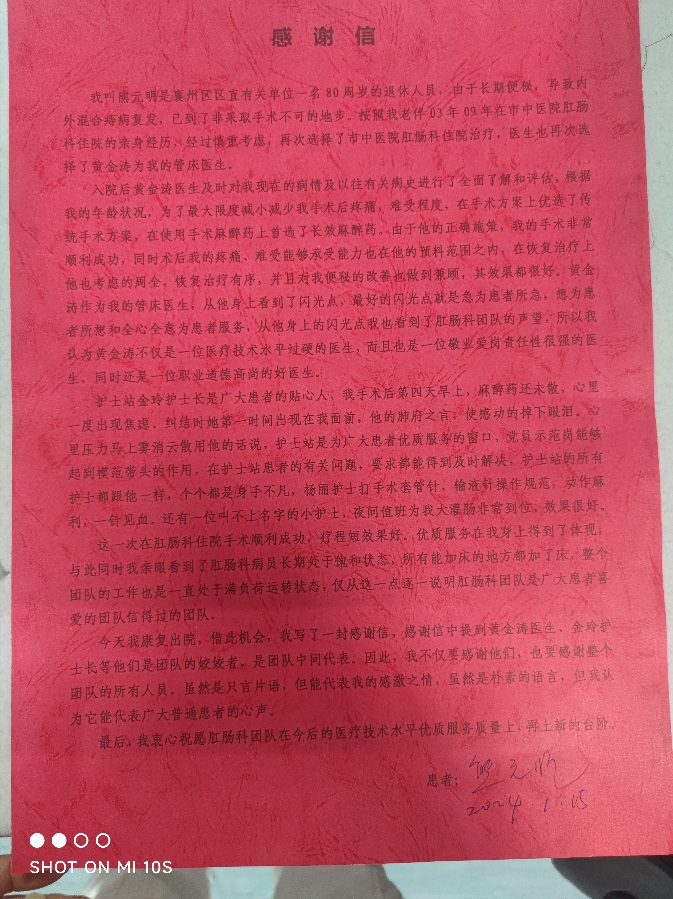 感谢信
我叫熊元明是襄州区区直有关单位一名80周岁的退休人员，由于长期便秘，导致内
外混合痔病复发，已到了非采取手术不可的地步。按照我老伴03年09年在市中医院肛肠
科住院的亲身经历，经过慎重考虑，再次选择了市中医院肛肠科住院治疗。医生也再次选
择了黄金涛为我的管床医生。
入院后黄金涛医生及时对我现在的病情及以往有关病史进行了全面了解和评估，根据
我的年龄状况，为了最大限度减小减少我手术后疼痛，难受程度，在手术方案上优选了传
统手术方案，在使用手术麻醉药上首选了长效麻醉药。由于他的正确施策，我的手术非常
顺利成功，同时术后我的疼痛、难受能够承受能力也在他的预料范围之内，在恢复治疗上
他也考虑的周全，恢复治疗有序，并且对我便秘的改善也做到兼顾，其效果都很好。黄金
涛作为我的管床医生，从他身上看到了闪光点，最好的闪光点就是急为患者所急，想为患
者所想和全心全意为患者服务，从他身上的闪光点我也看到了肛肠科团队的声望，所以我
认为黄金涛不仅是一位医疗技术水平过硬的医生，而且也是一位敬业爱岗责任性很强的医
生，同时还是一位职业道德高尚的好医生。
护士站金玲护士长是广大患者的贴心人，我手术后第四天早上，麻醉药还未散，心里
一度出现焦虑、纠结时她第一时间出现在我面前，他的肺府之言，使感动的掉下眼泪。心
里压力马上雾消云散用他的话说，护士站是为广大患者优质服务的窗口，党员示范岗能够
起到模范带头的作用，在护士站患者的有关问题，要求都能得到及时解决，护士站的所有
护士都跟他一样，个个都是身手不凡，杨丽护士打手术套管针，输液针操作规范，动作麻
利，一针见血。还有一位叫不上名字的小护士，夜间值班为我大灌肠非常到位，效果很好。
这一次在肛肠科住院手术顺利成功，疗程短效果好。优质服务在我身上得到了体现，
与此同时我亲眼看到了肛肠科病员长期处于饱和状态，所有能加床的地方都加了床。整个
团队的工作也是一直处于满负荷运转状态，仅从这一点逐一说明肛肠科团队是广大患者喜
爱的团队信得过的团队。
今天我康复出院，借此机会，我写了一封感谢信，感谢信中提到黄金涛医生、金玲护
士长等他们是团队的姣姣者，是团队中间代表。因此，我不仅要感谢他们，也要感谢整个
团队的所有人员。虽然是只言片语，但能代表我的感激之情，虽然是朴素的语言，但我认
为它能代表广大普通患者的心声。
最后，我衷心祝愿肛肠科团队在今后的医疗技术水平优质服务质量上，再上新的台阶。
患者：熊元明
2024.1.15
SHOT ON MI 10S